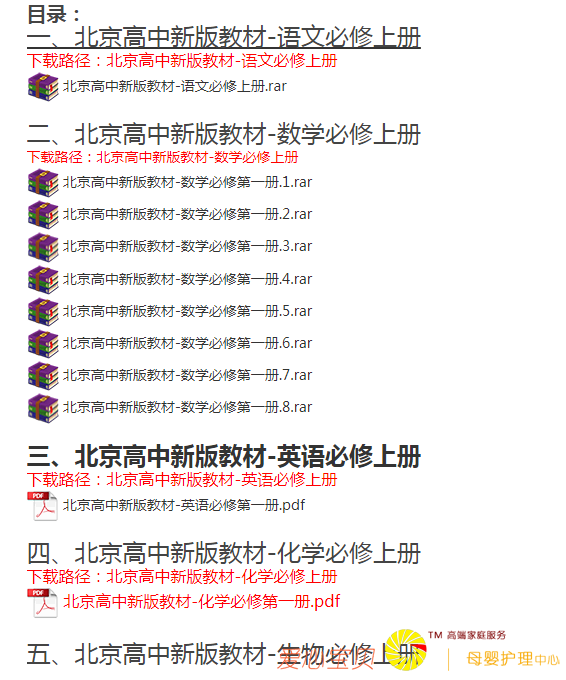 目录：
一、北京高中新版教材-语文必修上册
下载路径：北京高中新版教材-语文必修上册
北京高中新版教材-语文必修上册.rar
二、北京高中新版教材-数学必修上册
下载路径：北京高中新版教材-数学必修上册
北京高中新版教材-数学必修第一册.1.rar
北京高中新版教材-数学必修第一册.2.rar
北京高中新版教材-数学必修第一册.3.rar
北京高中新版教材-数学必修第一册.4.rar
北京高中新版教材-数学必修第一册.5.rar
北京高中新版教材-数学必修第一册.6.rar
北京高中新版教材-数学必修第一册.7.rar
北京高中新版教材-数学必修第一册.8.rar
三、北京高中新版教材-英语必修上册
下载路径：北京高中新版教材-英语必修上册
PDF 北京高中新版教材-英语必修第一册.pdf
四、北京高中新版教材-化学必修上册
下载路径：北京高中新版教材-化学必修上册
PDF 北京高中新版教材-化学必修第一册.pdf
五、北京高中新版教材-生物必修上册
爱心宝贝
TM 高端家庭服务
母婴护理中心